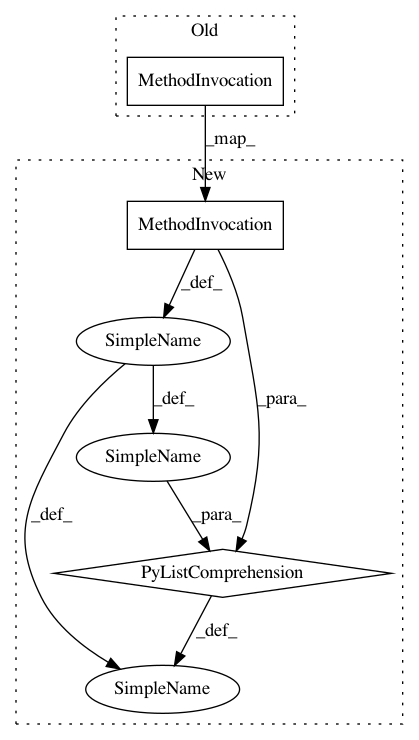 Old
MethodInvocation
_map_
New
MethodInvocation
_def_
SimpleName
_def_
_para_
SimpleName
_def_
_para_
PyListComprehension
_def_
SimpleName